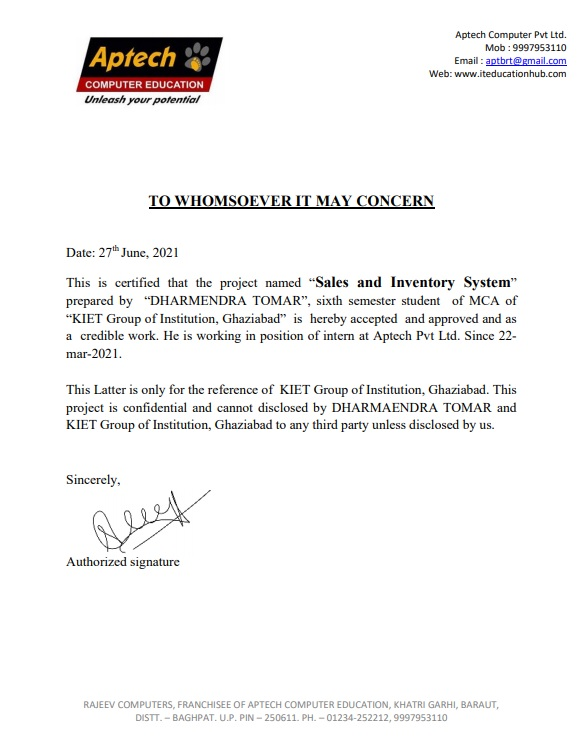 Aptech
COMPUTER EDUCATION
Unleash your potential
Aptech Computer Pvt Ltd.
Mob : 9997953110
Email : aptbrt@gmail.com
Web: www.iteducationhub.com
TO WHOMSOEVER IT MAY CONCERN
Date: 27th June, 2021
This is certified that the project named “Sales and Inventory System”
prepared by “DHARMENDRA TOMAR”, sixth semester student of MCA of
“KIET Group of Institution, Ghaziabad” is hereby accepted and approved and as
a credible work. He is working in position of intern at Aptech Pvt Ltd. Since 22-
mar-2021.
This Latter is only for the reference of KIET Group of Institution, Ghaziabad. This
project is confidential and cannot disclosed by DHARMAENDRA TOMAR and
KIET Group of Institution, Ghaziabad to any third party unless disclosed by us.
Sincerely,
Authorized signature
RAJEEV COMPUTERS, FRANCHISEE OF APTECH COMPUTER EDUCATION, KHATRI GARHI, BARAUT,
DISTT. – BAGHPAT. U.P. PIN – 250611. PH. – 01234-252212, 9997953110